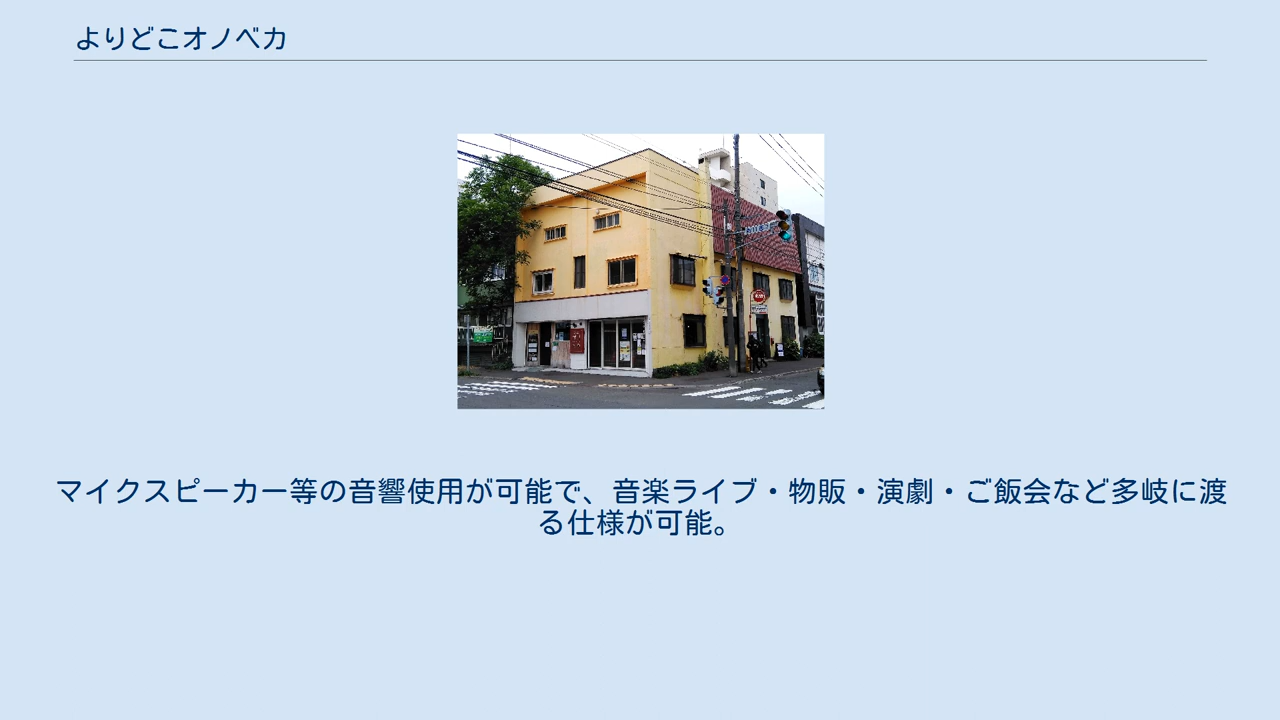 よりどこオノベカ
マイクスピーカー等の音響使用が可能で、音楽ライブ・物販・演劇・ご飯会など多岐に渡
る仕様が可能。